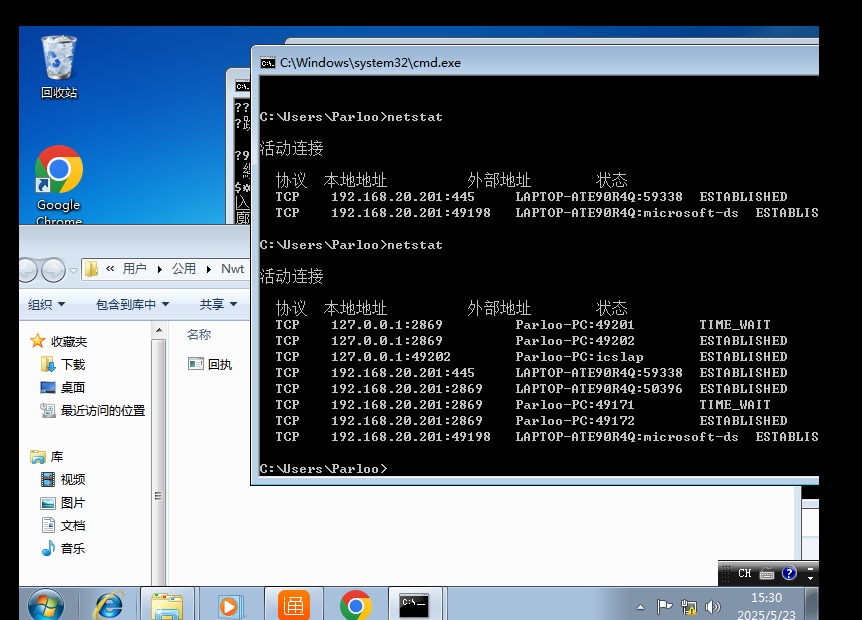 回收站
Google
Chrome
C:\Windows\system32\cmd.exe
C:\Users\Parloo>netstat
活动连接
协议 本地地址 外部地址 状态
TCP 192.168.20.201:445 LAPTOP-ATE90R4Q:59338 ESTABLISHED
TCP 192.168.20.201:49198 LAPTOP-ATE90R4Q:microsoft-ds ESTABLIS
C:\Users\Parloo>netstat
活动连接
协议 本地地址 外部地址 状态
TCP 127.0.0.1:2869 Parloo-PC:49201 TIME_WAIT
TCP 127.0.0.1:2869 Parloo-PC:49202 ESTABLISHED
TCP 127.0.0.1:49202 Parloo-PC:icslap ESTABLISHED
TCP 192.168.20.201:445 LAPTOP-ATE90R4Q:59338 ESTABLISHED
TCP 192.168.20.201:2869 LAPTOP-ATE90R4Q:50396 ESTABLISHED
TCP 192.168.20.201:2869 Parloo-PC:49171 TIME_WAIT
TCP 192.168.20.201:2869 Parloo-PC:49172 ESTABLISHED
TCP 192.168.20.201:49198 LAPTOP-ATE90R4Q:microsoft-ds ESTABLIS
C:\Users\Parloo>
« 用户 ▸ 公用 ▸ Nwt
组织 包含到库中 共享
名称
回执
收藏夹
下载
桌面
最近访问的位置
库
视频
图片
文档
音乐
CH
通
15:30
2025/5/23